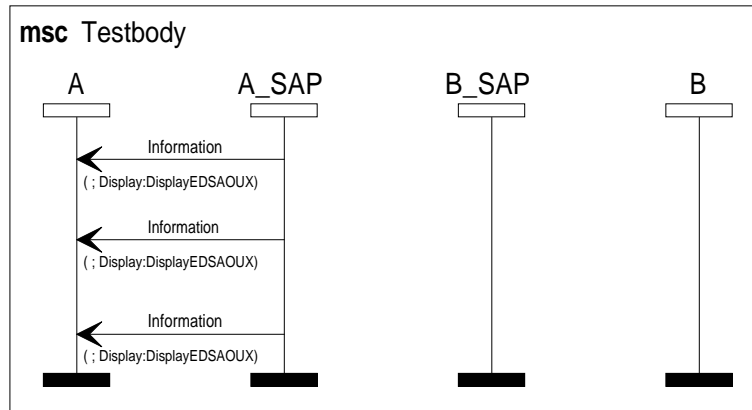 msc Testbody
A A_SAP B_SAP B
Information
( ; Display:DisplayEDSAOUX)
Information
( ; Display:DisplayEDSAOUX)
Information
( ; Display:DisplayEDSAOUX)